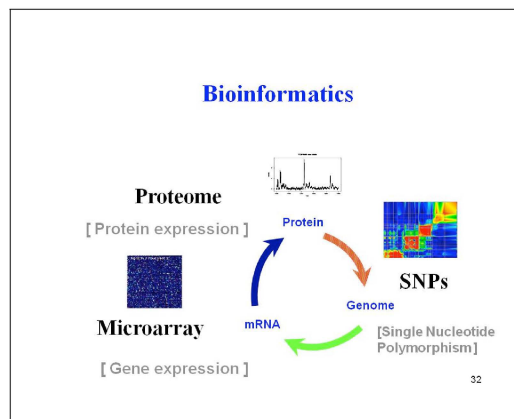 Bioinformatics
Proteome
[ Protein expression ]
Protein
SNPs
Genome
mRNA
Microarray
[Single Nucleotide
Polymorphism]
[ Gene expression ]
32